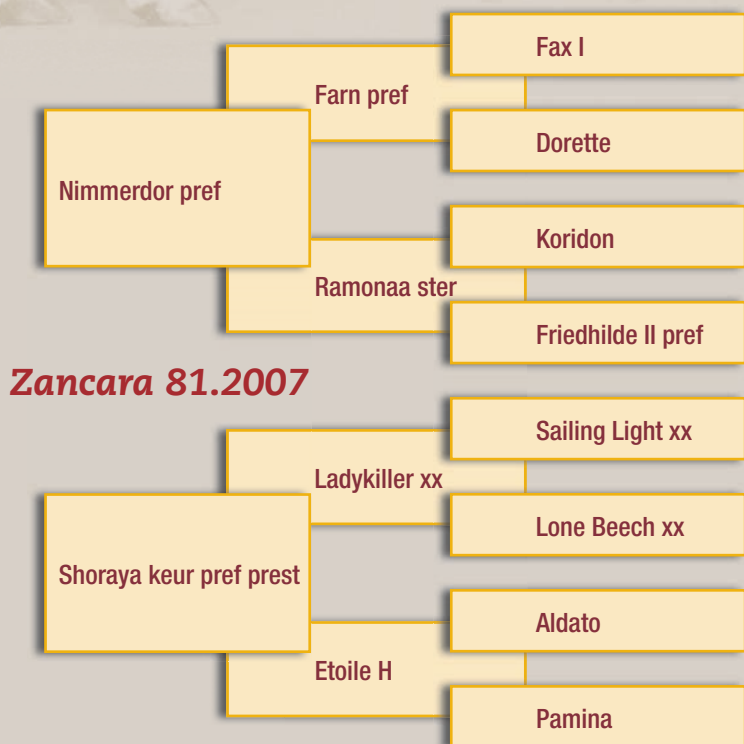 Fax I
Farn pref
Dorette
Nimmerdor pref
Koridon
Ramonaa ster
Friedhilde II pref
Zancara 81.2007
Sailing Light xx
Ladykiller xx
Lone Beech xx
Shoraya keur pref prest
Aldato
Etoile H
Pamina